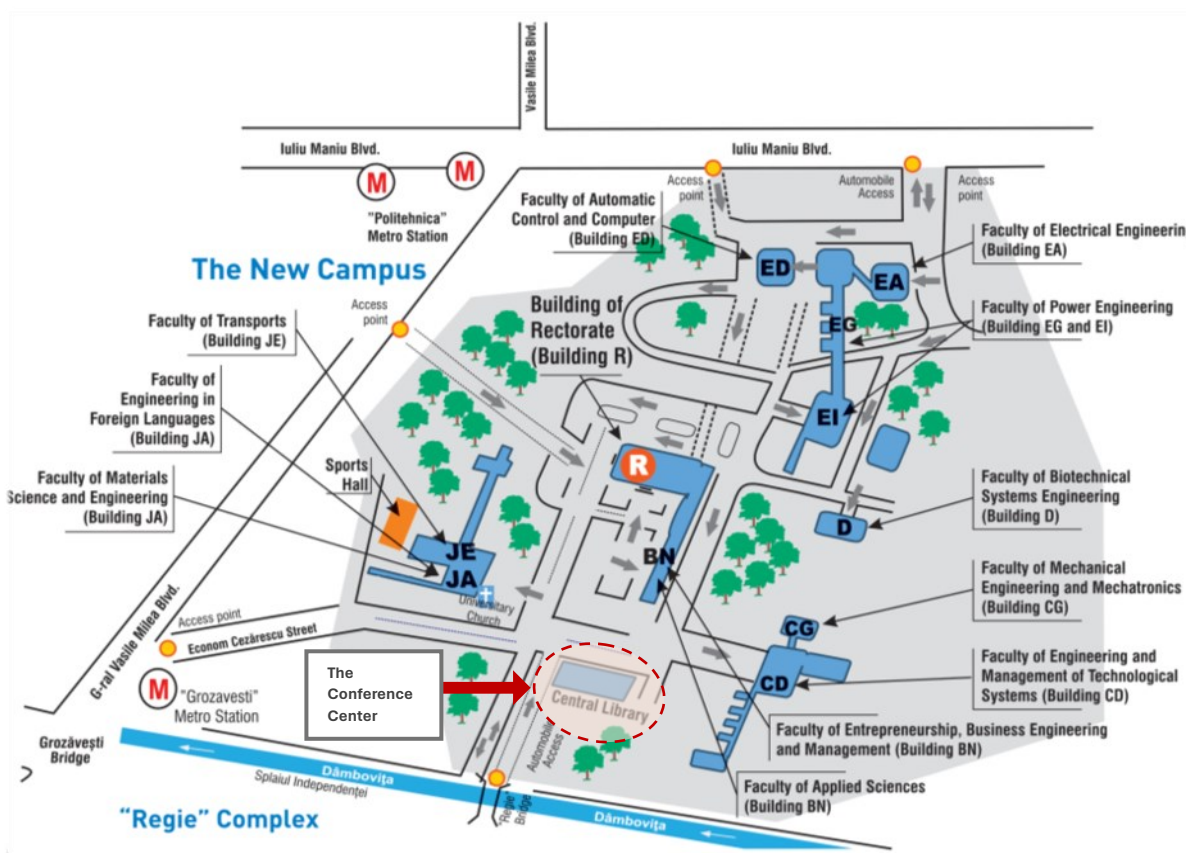 Vasile Milea Blvd.
Iuliu Maniu Blvd.
Iuliu Maniu Blvd.
M
M
"Politehnica"
Metro Station
Access
point
Automobile
Access
Access
point
Faculty of Automatic
Control and Computer
(Building ED)
Faculty of Electrical Engineerin
(Building EA)
The New Campus
ED
EA
Access
point
Building of
Rectorate
(Building R)
EG
Faculty of Power Engineering
(Building EG and EI)
Faculty of Transports
(Building JE)
Faculty of
Engineering in
Foreign Languages
(Building JA)
EI
Sports
Hall
R
Faculty of Materials
Science and Engineering
(Building JA)
Faculty of Biotechnical
Systems Engineering
(Building D)
D
JE
JA
BN
Universitary
Church
Faculty of Mechanical
Engineering and Mechatronics
(Building CG)
CG
G-ral Vasile Milea Blvd.
Access point
Econom Cezărescu Street
The
Conference
Center
Central Library
CD
Faculty of Engineering and
Management of Technological
Systems (Building CD)
M
"Grozavesti"
Metro Station
Automobile
Access
Faculty of Entrepreneurship, Business Engineering
and Management (Building BN)
Grozăveşti
Bridge
Dâmboviţa
Splaiul Independenţei
Faculty of Applied Sciences
(Building BN)
"Regie"
Bridge
"Regie" Complex
Dâmboviţa